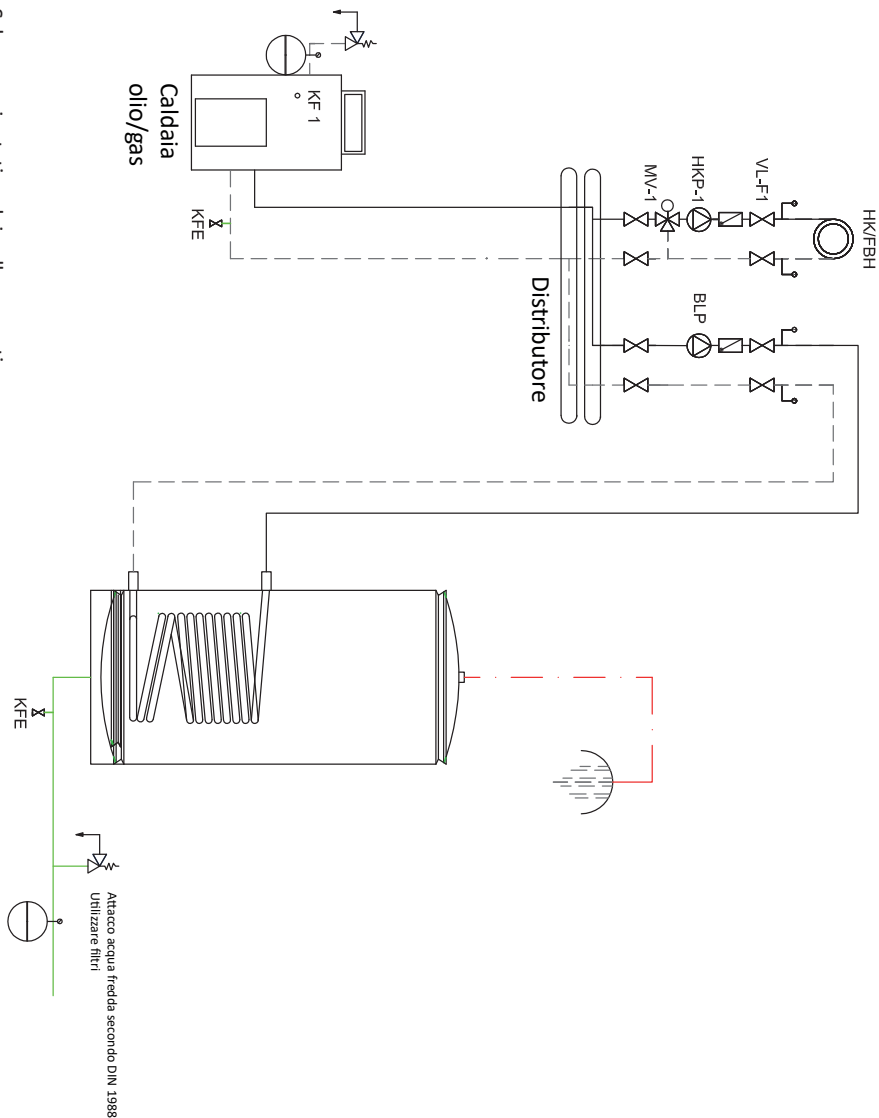 HK/FBH
VL-F1
HKP-1
MV-1
BLP
Distributore
KF 1
Caldaia
olio/gas
KFE
KFE
Attacco acqua fredda secondo DIN 1988
Utilizzare filtri